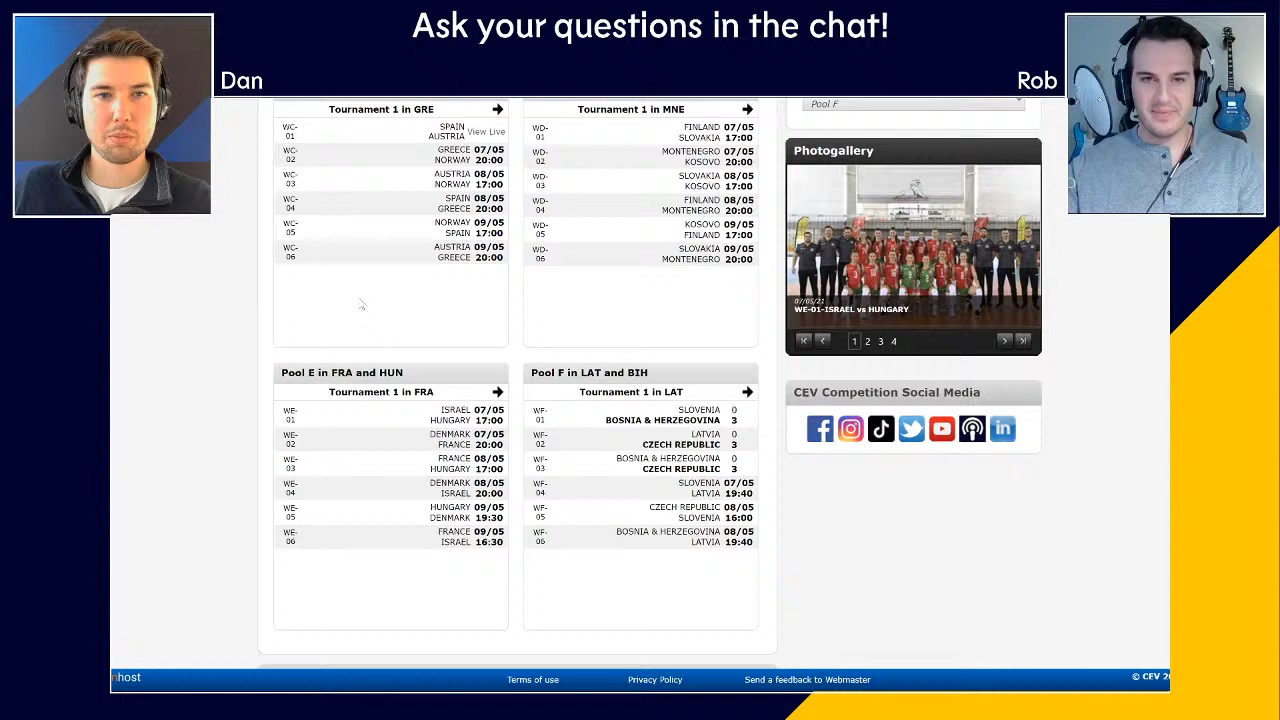 Ask your questions in the chat!
Dan
Rob
Tournament 1 in GRE
WC-01 SPAIN AUSTRIA View Live
WC-02 GREECE 07/05 NORWAY 20:00
WC-03 AUSTRIA 08/05 NORWAY 17:00
WC-04 SPAIN 08/05 GREECE 20:00
WC-05 NORWAY 09/05 SPAIN 17:00
WC-06 AUSTRIA 09/05 GREECE 20:00
Tournament 1 in MNE
WD-01 FINLAND 07/05 SLOVAKIA 17:00
WD-02 MONTENEGRO 07/05 KOSOVO 20:00
WD-03 SLOVAKIA 08/05 KOSOVO 17:00
WD-04 FINLAND 08/05 MONTENEGRO 20:00
WD-05 KOSOVO 09/05 FINLAND 17:00
WD-06 SLOVAKIA 09/05 MONTENEGRO 20:00
Pool E in FRA and HUN
Tournament 1 in FRA
WE-01 ISRAEL 07/05 HUNGARY 17:00
WE-02 DENMARK 07/05 FRANCE 20:00
WE-03 FRANCE 08/05 HUNGARY 17:00
WE-04 DENMARK 08/05 ISRAEL 20:00
WE-05 HUNGARY 09/05 DENMARK 19:30
WE-06 FRANCE 09/05 ISRAEL 16:30
Pool F in LAT and BIH
Tournament 1 in LAT
WF-01 SLOVENIA 0 BOSNIA & HERZEGOVINA 3
WF-02 LATVIA 0 CZECH REPUBLIC 3
WF-03 BOSNIA & HERZEGOVINA 0 CZECH REPUBLIC 3
WF-04 SLOVENIA 07/05 LATVIA 19:40
WF-05 CZECH REPUBLIC 08/05 SLOVENIA 16:00
WF-06 BOSNIA & HERZEGOVINA 08/05 LATVIA 19:40
Pool F
Photogallery
07/05/21
WE-01-ISRAEL vs HUNGARY
1 2 3 4
CEV Competition Social Media
nhost
Terms of use
Privacy Policy
Send a feedback to Webmaster
© CEV 20